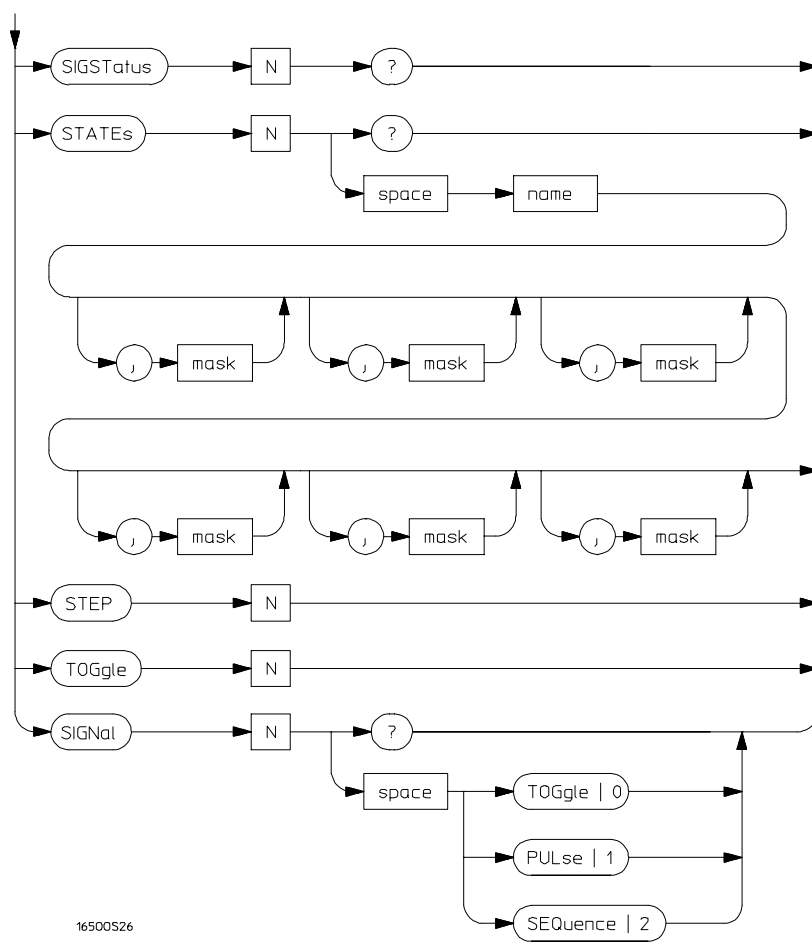 SIGSTatus N ?
STATEs N ?
space name
, mask , mask , mask
, mask , mask , mask
STEP N
TOGgle N
SIGNal N ?
space TOGgle | 0
PULse | 1
SEQuence | 2
16500S26